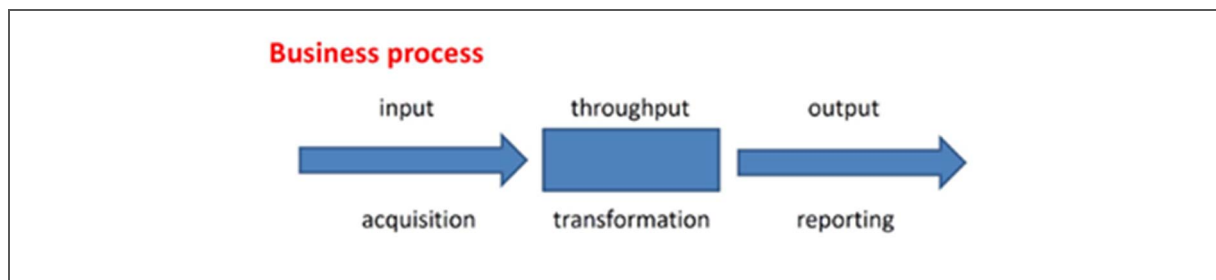 Business process
input throughput output
acquisition transformation reporting